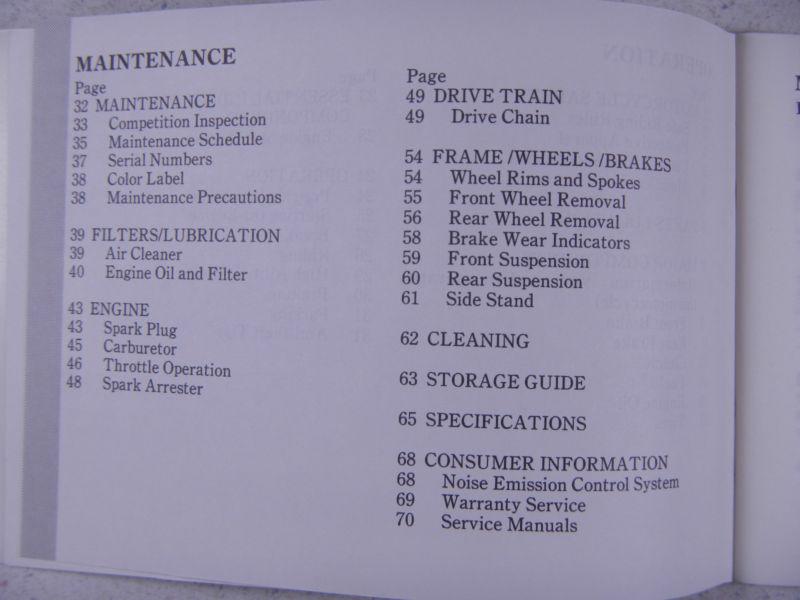 MAINTENANCE
Page
32 MAINTENANCE
33 Competition Inspection
35 Maintenance Schedule
37 Serial Numbers
38 Color Label
38 Maintenance Precautions
39 FILTERS/LUBRICATION
39 Air Cleaner
40 Engine Oil and Filter
43 ENGINE
43 Spark Plug
45 Carburetor
46 Throttle Operation
48 Spark Arrester
Page
49 DRIVE TRAIN
49 Drive Chain
54 FRAME /WHEELS /BRAKES
54 Wheel Rims and Spokes
55 Front Wheel Removal
56 Rear Wheel Removal
58 Brake Wear Indicators
59 Front Suspension
60 Rear Suspension
61 Side Stand
62 CLEANING
63 STORAGE GUIDE
65 SPECIFICATIONS
68 CONSUMER INFORMATION
68 Noise Emission Control System
69 Warranty Service
70 Service Manuals